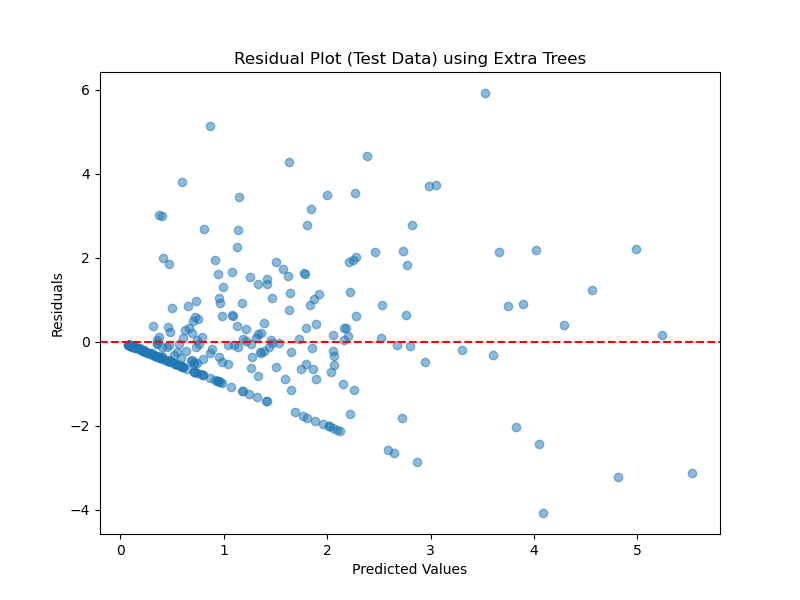 Residual Plot (Test Data) using Extra Trees
6
4
2
0
−2
−4
Residuals
0 1 2 3 4 5
Predicted Values